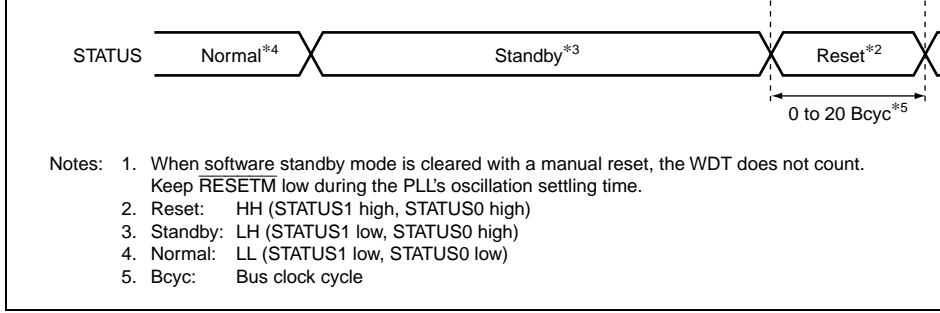 STATUS Normal*4 Standby*3 Reset*2
0 to 20 Bcyc*5
Notes: 1. When software standby mode is cleared with a manual reset, the WDT does not count.
Keep RESETM low during the PLL's oscillation settling time.
2. Reset: HH (STATUS1 high, STATUS0 high)
3. Standby: LH (STATUS1 low, STATUS0 high)
4. Normal: LL (STATUS1 low, STATUS0 low)
5. Bcyc: Bus clock cycle